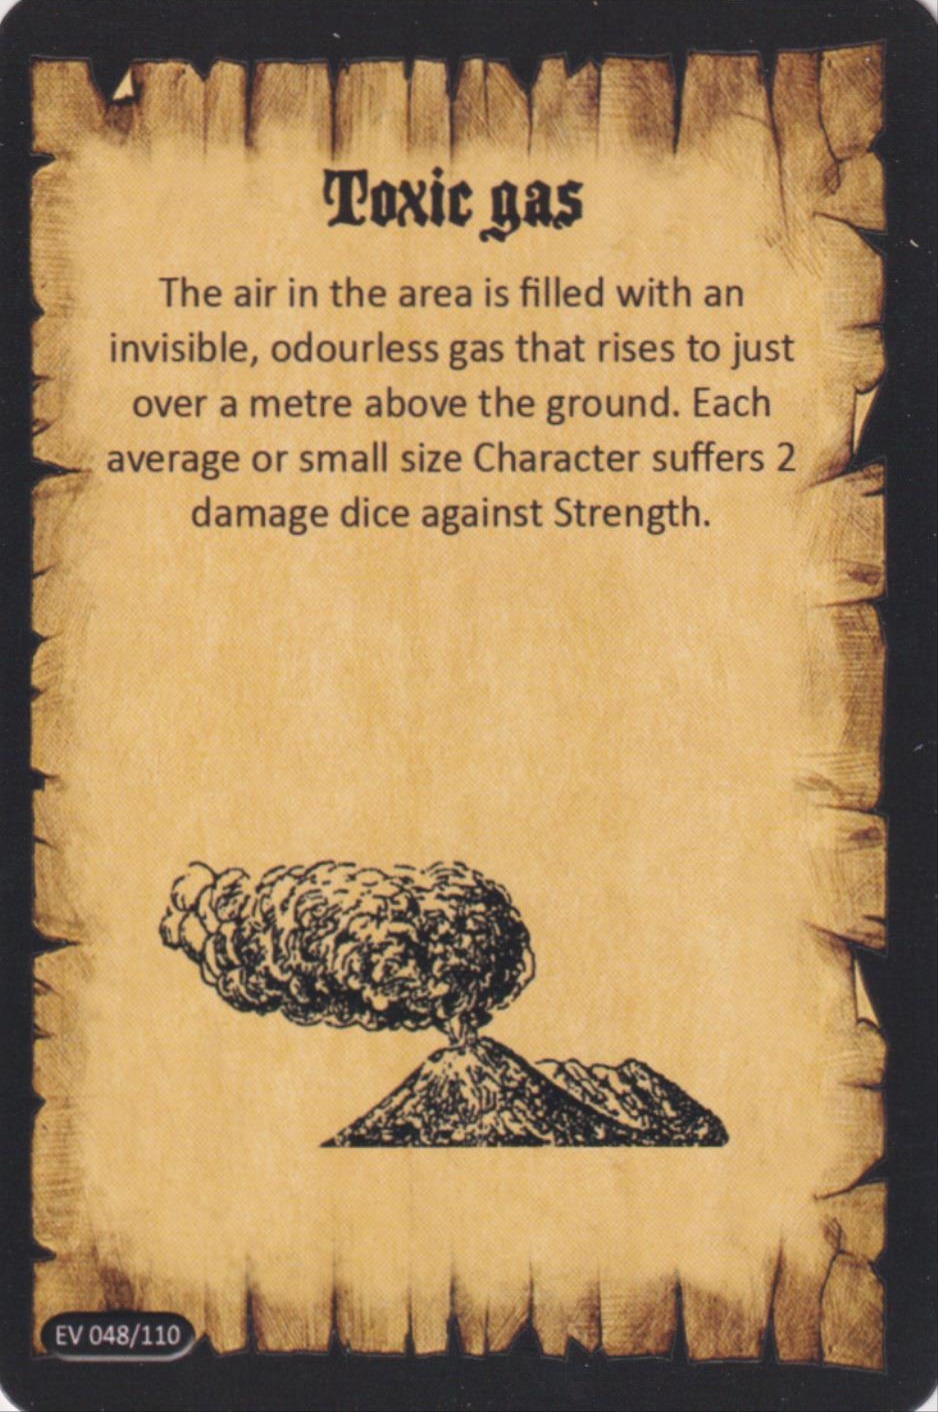 Toxic gas
The air in the area is filled with an
invisible, odourless gas that rises to just
over a metre above the ground. Each
average or small size Character suffers 2
damage dice against Strength.
EV 048/110